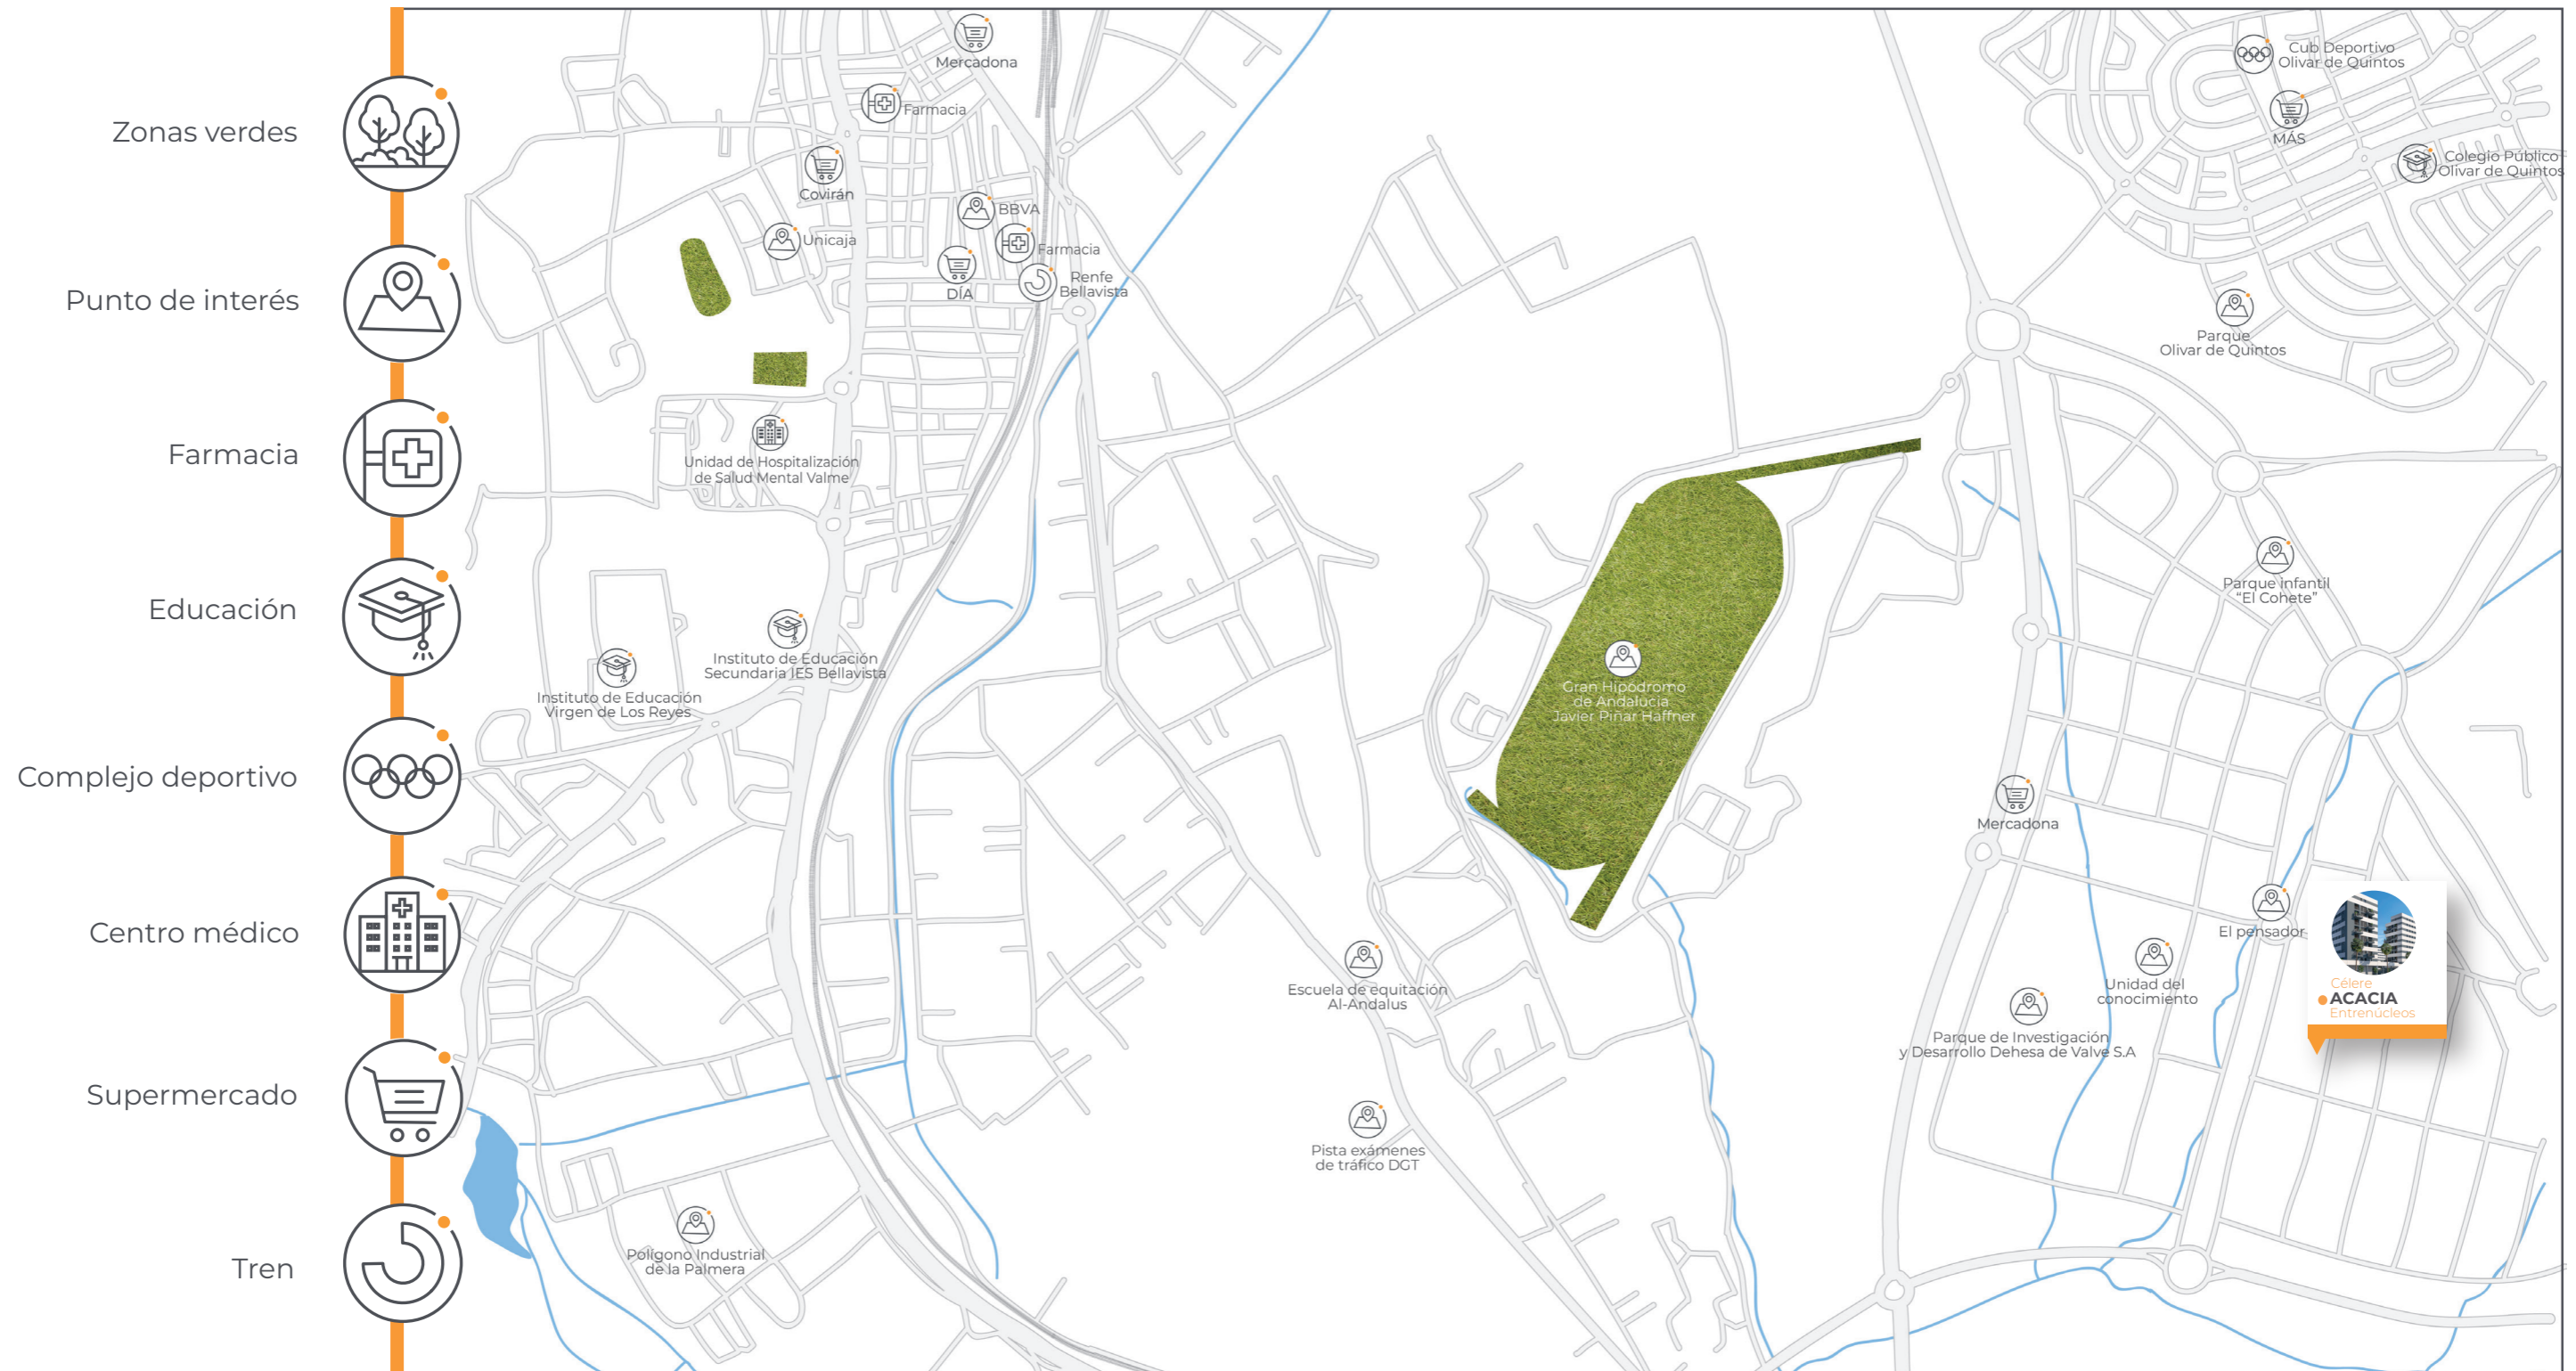 Zonas verdes
Punto de interés
Farmacia
Educación
Complejo deportivo
Centro médico
Supermercado
Tren
Mercadona
Farmacia
Covirán
BBVA
Unicaja
Farmacia
DÍA
Renfe
Bellavista
Unidad de Hospitalización
de Salud Mental Valme
Instituto de Educación
Secundaria IES Bellavista
Instituto de Educación
Virgen de Los Reyes
Polígono Industrial
de la Palmera
Gran Hipódromo
de Andalucía
Javier Piñar Haffner
Escuela de equitación
Al-Andalus
Pista exámenes
de tráfico DGT
Cub Deportivo
Olivar de Quintos
MÁS
Colegio Público
Olivar de Quintos
Parque
Olivar de Quintos
Parque Infantil
“El Cohete”
Mercadona
El pensador
Unidad del
conocimiento
Parque de Investigación
y Desarrollo Dehesa de Valve S.A
Célere
ACACIA
Entrenúcleos